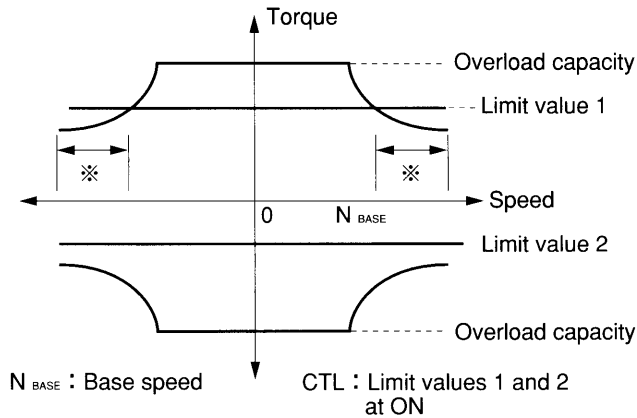 Torque
Overload capacity
Limit value 1
※ ※
Speed
0 N BASE
Limit value 2
Overload capacity
N BASE : Base speed
CTL : Limit values 1 and 2
at ON